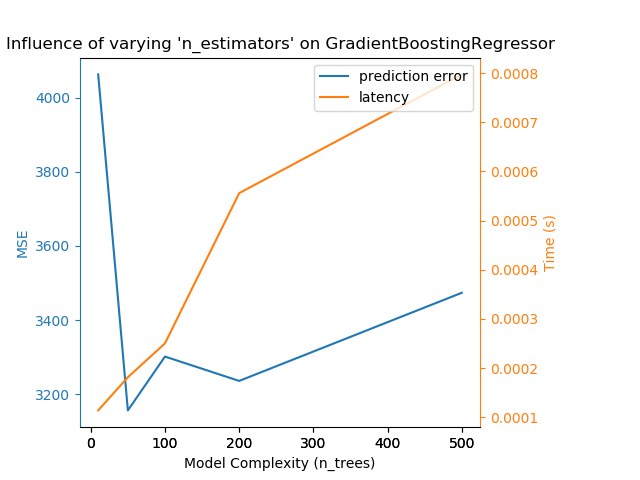 Influence of varying 'n_estimators' on GradientBoostingRegressor
prediction error
latency
4000
3800
3600
3400
3200
MSE
0.0008
0.0007
0.0006
0.0005
0.0004
0.0003
0.0002
0.0001
Time (s)
0 100 200 300 400 500
Model Complexity (n_trees)